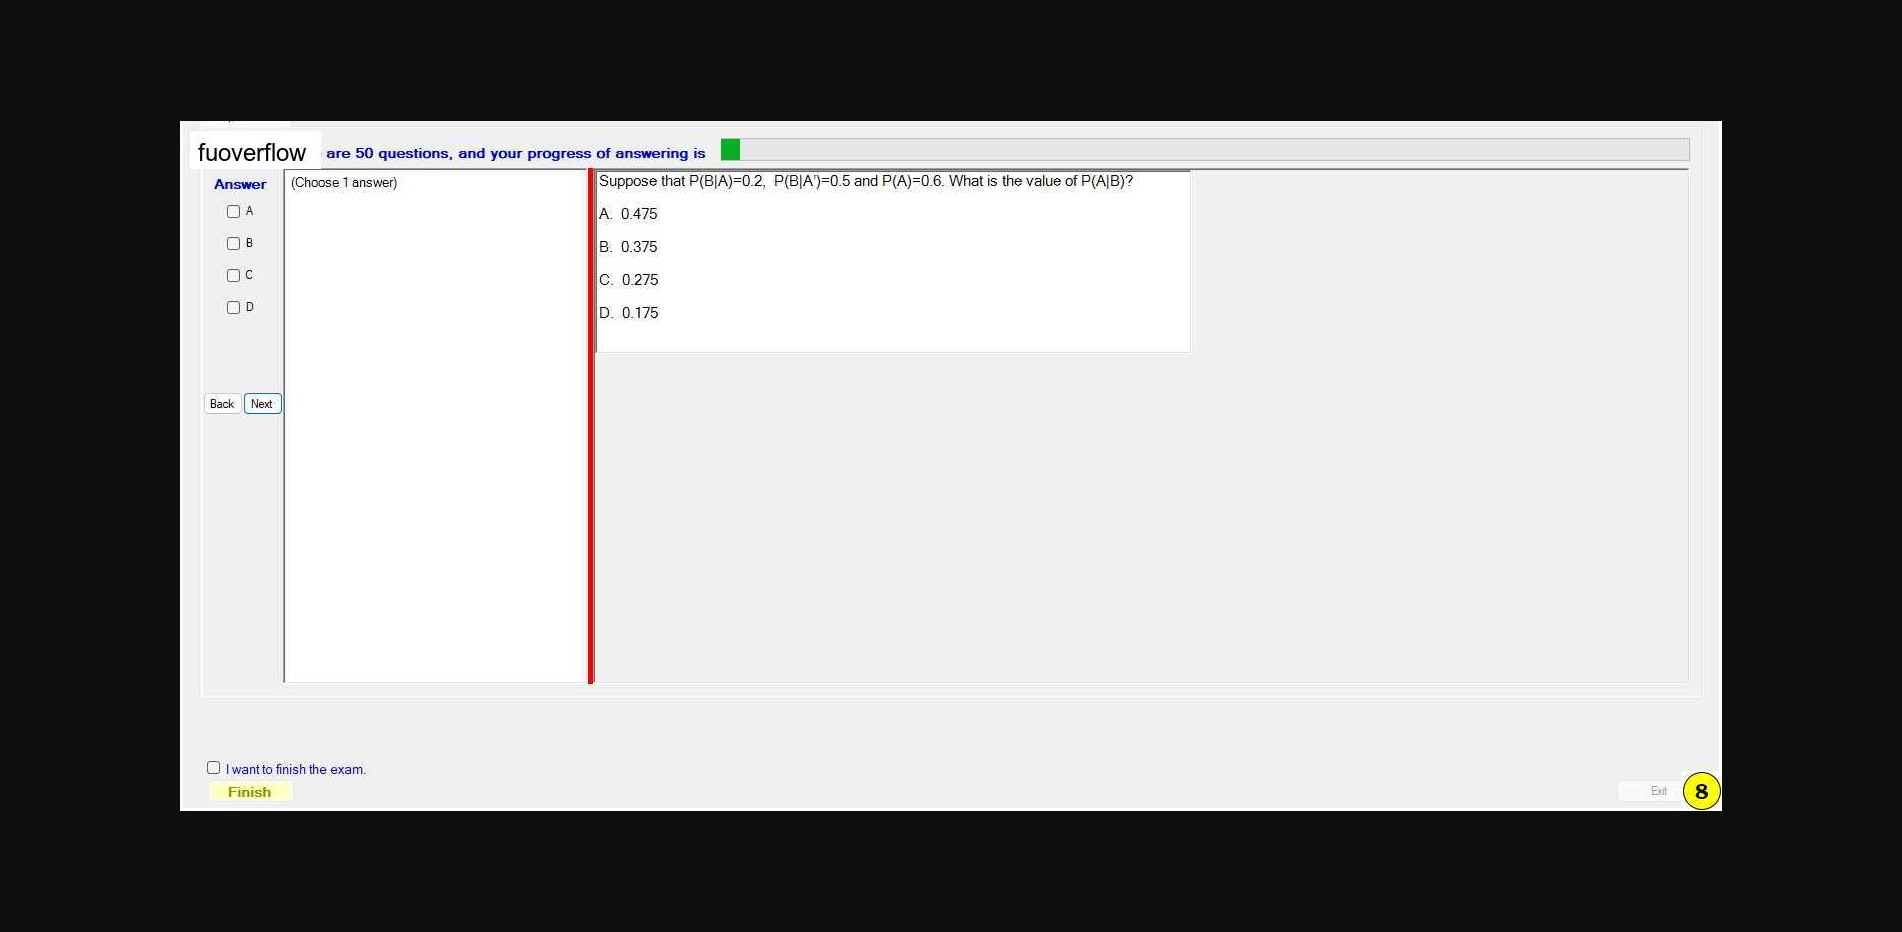 fuoverflow are 50 questions, and your progress of answering is
Answer
(Choose 1 answer)
A
B
C
D
Back Next
Suppose that P(B|A)=0.2,  P(B|A')=0.5 and P(A)=0.6. What is the value of P(A|B)?
A. 0.475
B. 0.375
C. 0.275
D. 0.175
I want to finish the exam.
Finish
Exit
8